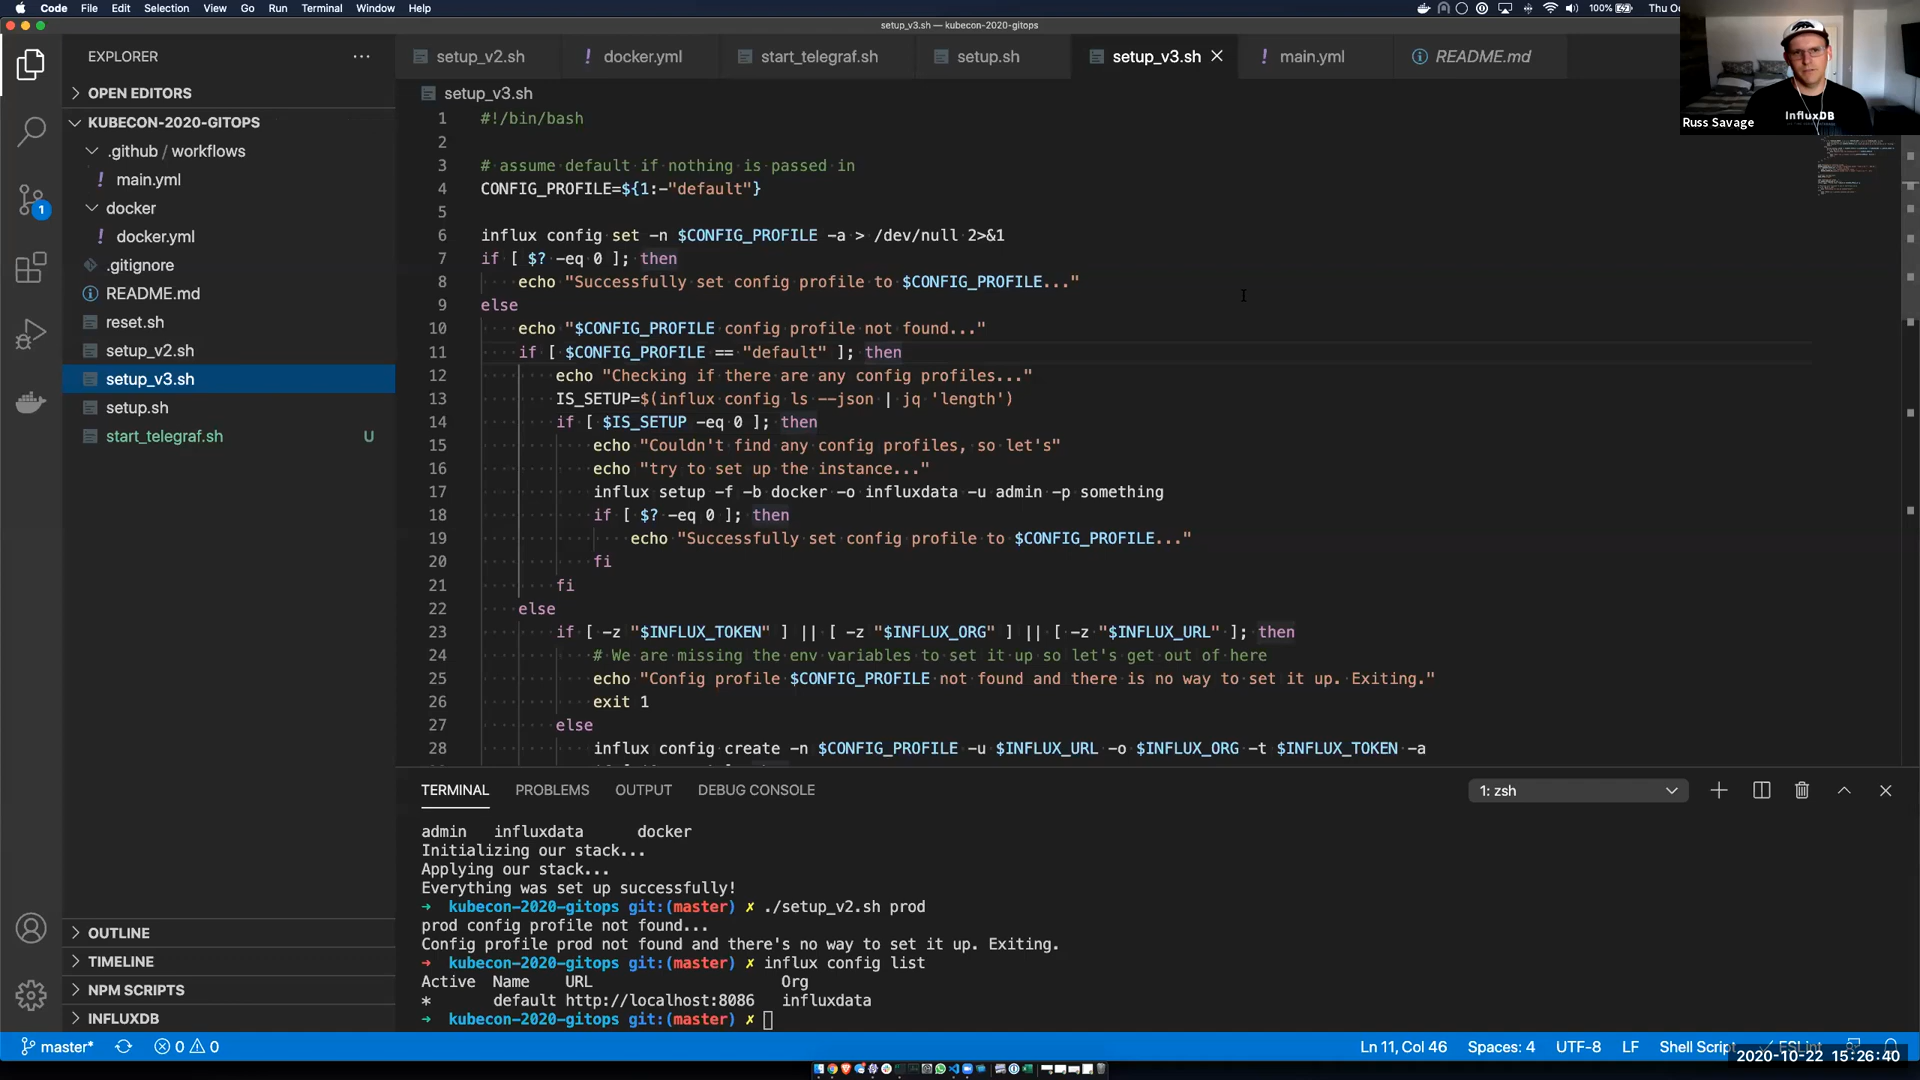 Code File Edit Selection View Go Run Terminal Window Help
100%
Thu Oc
setup_v3.sh — kubecon-2020-gitops
EXPLORER
setup_v2.sh
docker.yml
start_telegraf.sh
setup.sh
setup_v3.sh
main.yml
README.md
InfluxDB
Russ Savage
OPEN EDITORS
KUBECON-2020-GITOPS
.github / workflows
main.yml
docker
docker.yml
.gitignore
README.md
reset.sh
setup_v2.sh
setup_v3.sh
setup.sh
start_telegraf.sh U
1
OUTLINE
TIMELINE
NPM SCRIPTS
INFLUXDB
setup_v3.sh
1 #!/bin/bash
2
3 # assume default if nothing is passed in
4 CONFIG_PROFILE=${1:-"default"}
5
6 influx config set -n $CONFIG_PROFILE -a > /dev/null 2>&1
7 if [ $? -eq 0 ]; then
8 echo "Successfully set config profile to $CONFIG_PROFILE..."
9 else
10 echo "$CONFIG_PROFILE config profile not found..."
11 if [ $CONFIG_PROFILE == "default" ]; then
12 echo "Checking if there are any config profiles..."
13 IS_SETUP=$(influx config ls --json | jq 'length')
14 if [ $IS_SETUP -eq 0 ]; then
15 echo "Couldn't find any config profiles, so let's"
16 echo "try to set up the instance..."
17 influx setup -f -b docker -o influxdata -u admin -p something
18 if [ $? -eq 0 ]; then
19 echo "Successfully set config profile to $CONFIG_PROFILE..."
20 fi
21 fi
22 else
23 if [ -z "$INFLUX_TOKEN" ] || [ -z "$INFLUX_ORG" ] || [ -z "$INFLUX_URL" ]; then
24 # We are missing the env variables to set it up so let's get out of here
25 echo "Config profile $CONFIG_PROFILE not found and there is no way to set it up. Exiting."
26 exit 1
27 else
28 influx config create -n $CONFIG_PROFILE -u $INFLUX_URL -o $INFLUX_ORG -t $INFLUX_TOKEN -a
TERMINAL PROBLEMS OUTPUT DEBUG CONSOLE
1: zsh
admin influxdata docker
Initializing our stack...
Applying our stack...
Everything was set up successfully!
→ kubecon-2020-gitops git:(master) ✗ ./setup_v2.sh prod
prod config profile not found...
Config profile prod not found and there's no way to set it up. Exiting.
→ kubecon-2020-gitops git:(master) ✗ influx config list
Active Name URL Org
* default http://localhost:8086 influxdata
→ kubecon-2020-gitops git:(master) ✗
master* 0 0
Ln 11, Col 46 Spaces: 4 UTF-8 LF Shell Script ESLint
2020-10-22 15:26:40